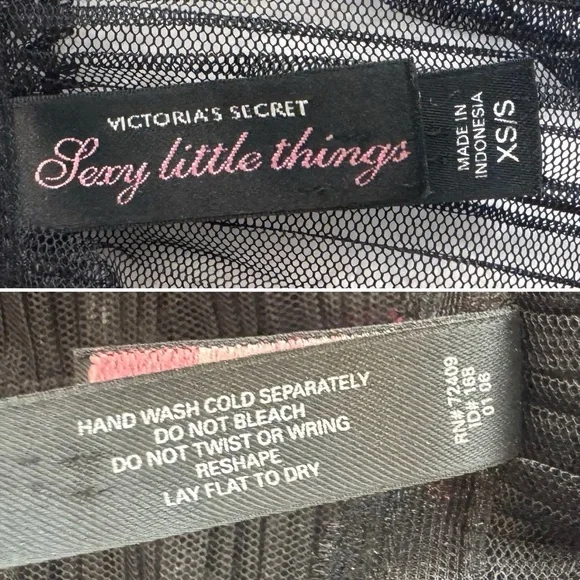 VICTORIA'S SECRET
Sexy little things
MADE IN
INDONESIA
XS/S
HAND WASH COLD SEPARATELY
DO NOT BLEACH
DO NOT TWIST OR WRING
RESHAPE
LAY FLAT TO DRY
RN# 72409
ID# 168
01 06